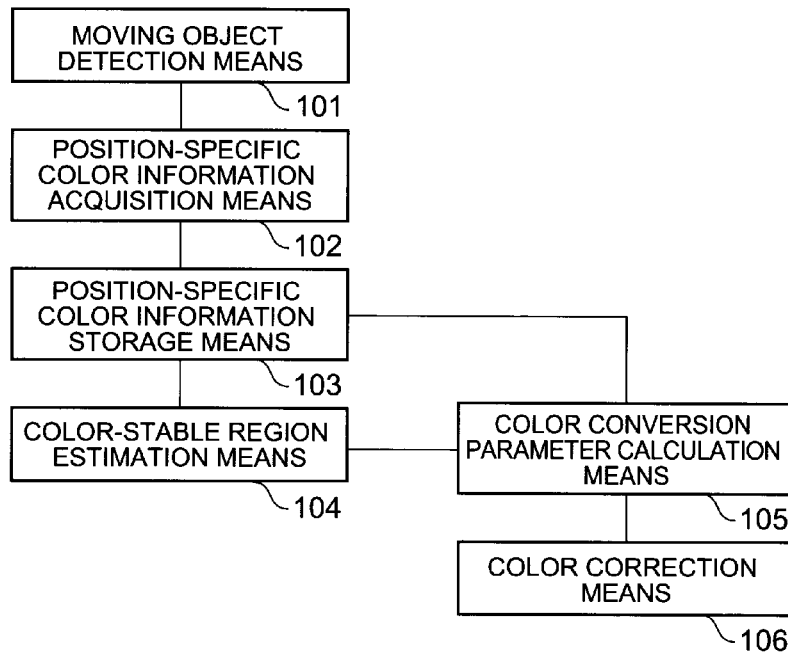 MOVING OBJECT
DETECTION MEANS
101
POSITION-SPECIFIC
COLOR INFORMATION
ACQUISITION MEANS
102
POSITION-SPECIFIC
COLOR INFORMATION
STORAGE MEANS
103
COLOR-STABLE REGION
ESTIMATION MEANS
104
COLOR CONVERSION
PARAMETER CALCULATION
MEANS
105
COLOR CORRECTION
MEANS
106